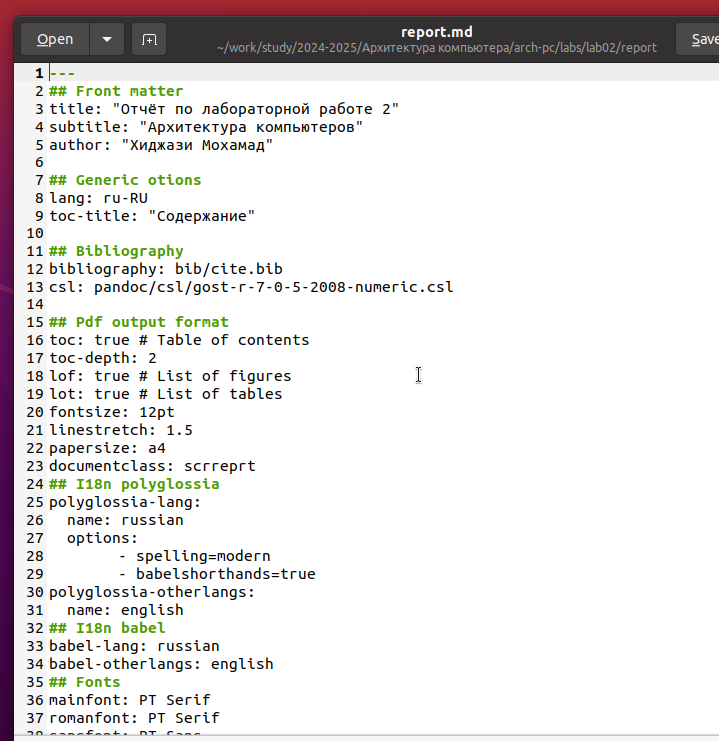 Open
report.md
~/work/study/2024-2025/Архитектура компьютера/arch-pc/labs/lab02/report
Save
1 ---
2 ## Front matter
3 title: "Отчёт по лабораторной работе 2"
4 subtitle: "Архитектура компьютеров"
5 author: "Хиджази Мохамад"
6
7 ## Generic otions
8 lang: ru-RU
9 toc-title: "Содержание"
10
11 ## Bibliography
12 bibliography: bib/cite.bib
13 csl: pandoc/csl/gost-r-7-0-5-2008-numeric.csl
14
15 ## Pdf output format
16 toc: true # Table of contents
17 toc-depth: 2
18 lof: true # List of figures
19 lot: true # List of tables
20 fontsize: 12pt
21 linestretch: 1.5
22 papersize: a4
23 documentclass: scrreprt
24 ## I18n polyglossia
25 polyglossia-lang:
26   name: russian
27   options:
28         - spelling=modern
29         - babelshorthands=true
30 polyglossia-otherlangs:
31   name: english
32 ## I18n babel
33 babel-lang: russian
34 babel-otherlangs: english
35 ## Fonts
36 mainfont: PT Serif
37 romanfont: PT Serif
38 sansfont: PT Sans